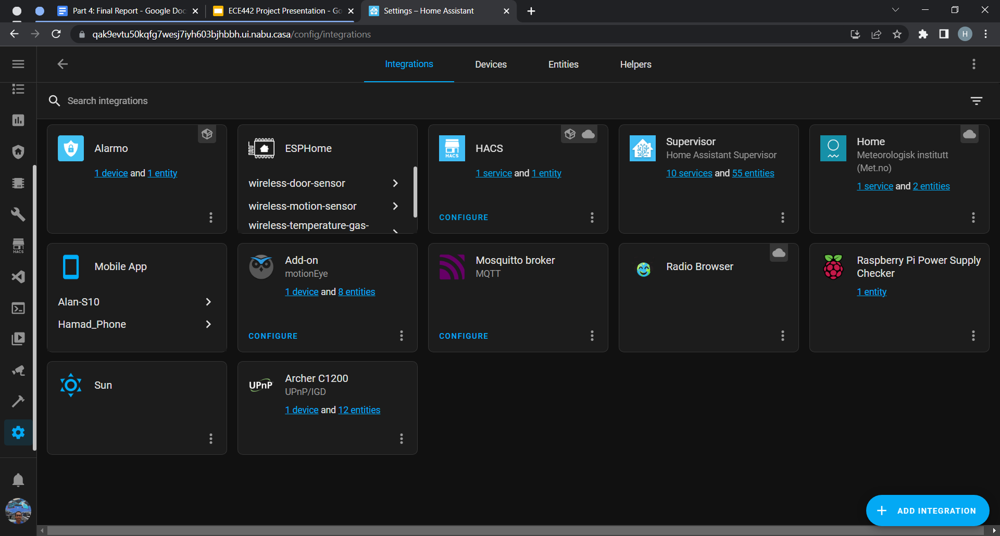 Part 4: Final Report - Google Doc
ECE442 Project Presentation - Go
Settings – Home Assistant
qak9evtu50kqfg7wesj7iyh603bjhbbh.ui.nabu.casa/config/integrations
H
Integrations
Devices
Entities
Helpers
Search integrations
Alarmo
1 device and 1 entity
ESPHome
wireless-door-sensor
wireless-motion-sensor
wireless-temperature-gas-
HACS
HACS
1 service and 1 entity
CONFIGURE
Supervisor
Home Assistant Supervisor
10 services and 55 entities
Home
Meteorologisk institutt
(Met.no)
1 service and 2 entities
HACS
Mobile App
Alan-S10
Hamad_Phone
Add-on
motionEye
1 device and 8 entities
CONFIGURE
Mosquitto broker
MQTT
CONFIGURE
Radio Browser
Raspberry Pi Power Supply
Checker
1 entity
Sun
UPnP
Archer C1200
UPnP/IGD
1 device and 12 entities
ADD INTEGRATION